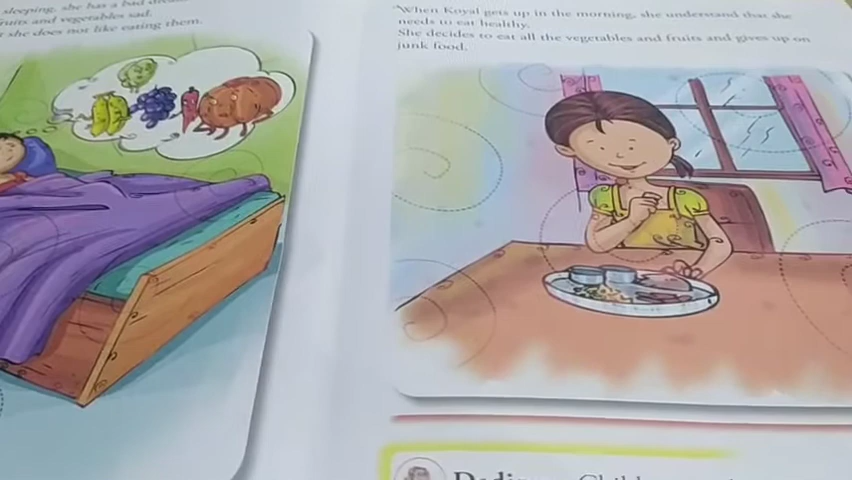 sleeping, she has a bad
fruits and vegetables sad.
she does not like eating them.
When Koyal gets up in the morning, she understand that she
needs to eat healthy.
She decides to eat all the vegetables and fruits and gives up on
junk food.